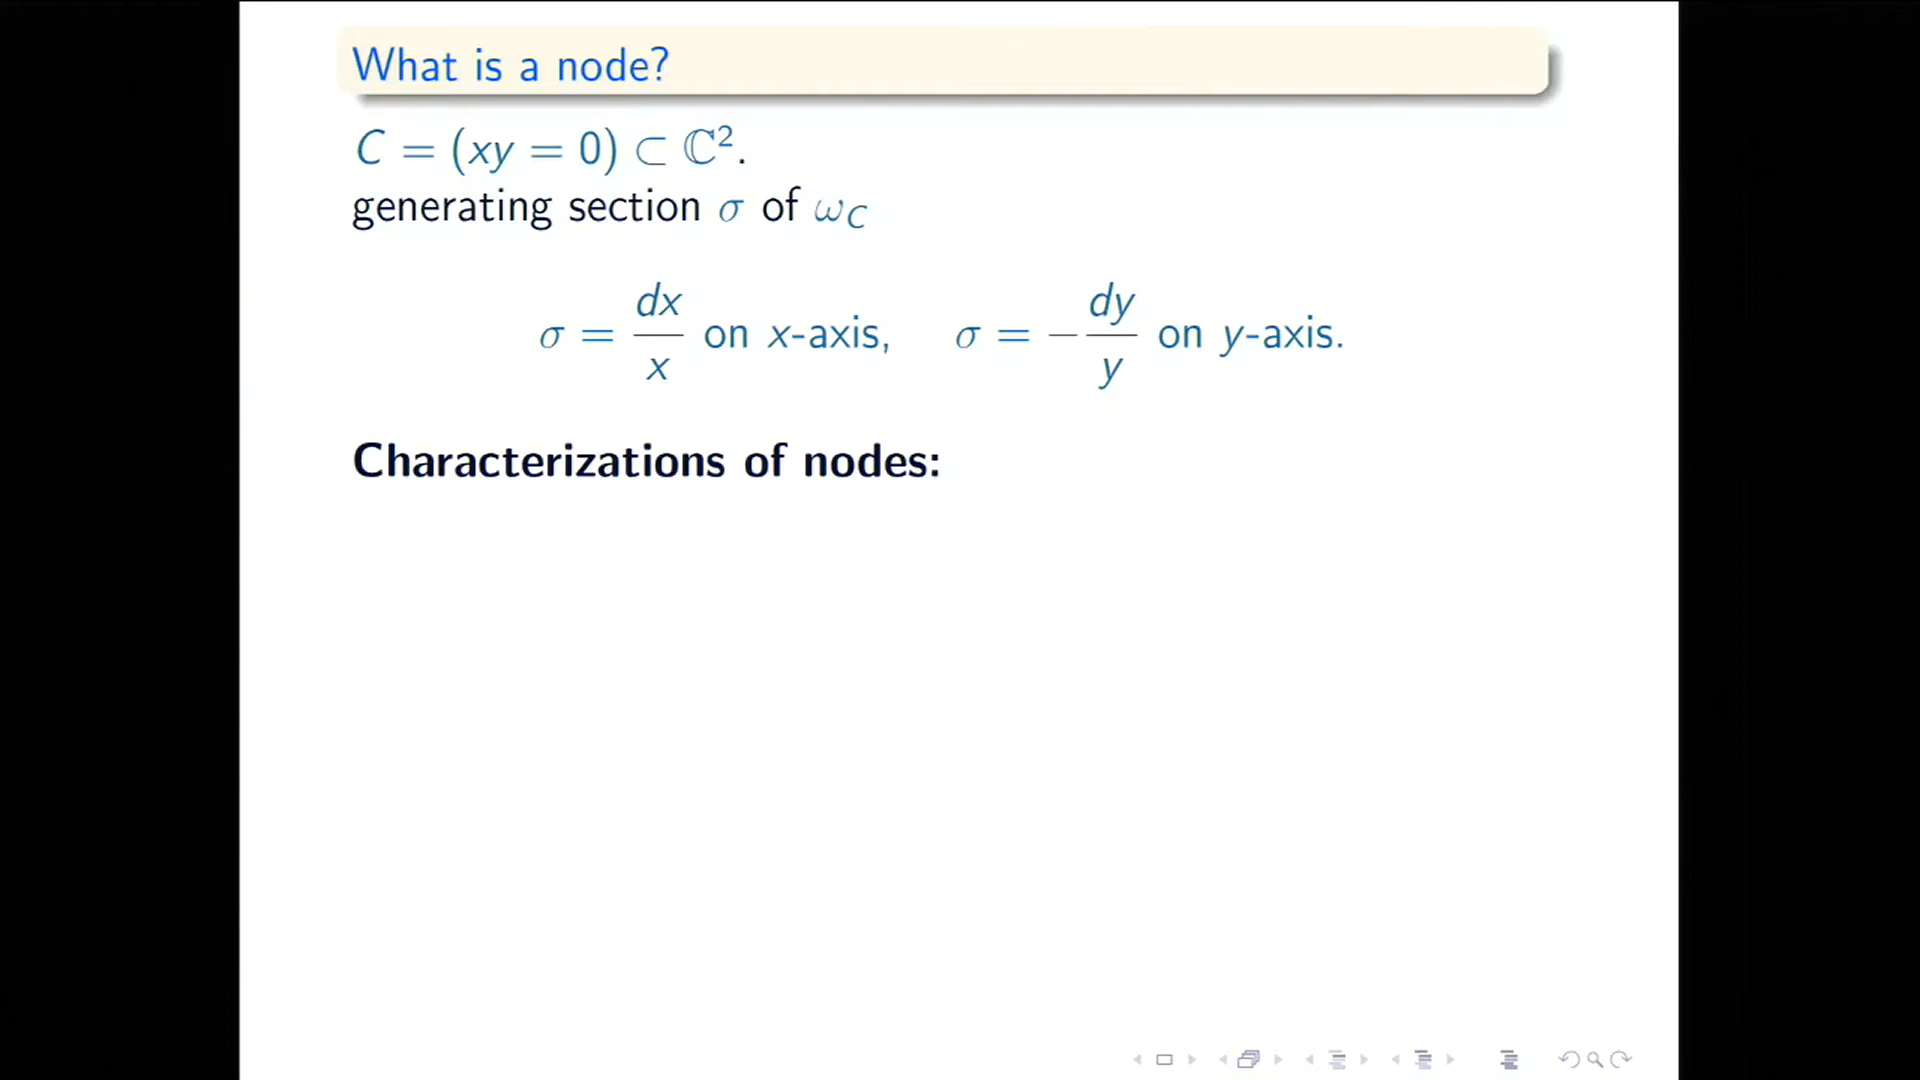 What is a node?
C = (xy = 0) ⊂ ℂ².
generating section σ of ω_C
σ = dx/x on x-axis, σ = −dy/y on y-axis.
Characterizations of nodes: